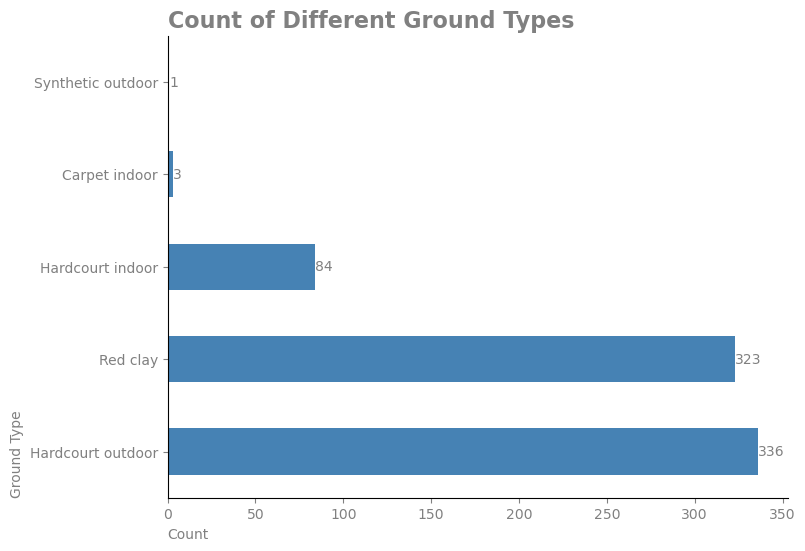 Count of Different Ground Types
Synthetic outdoor
1
Carpet indoor
3
Hardcourt indoor
84
Red clay
323
Hardcourt outdoor
336
Ground Type
0 50 100 150 200 250 300 350
Count